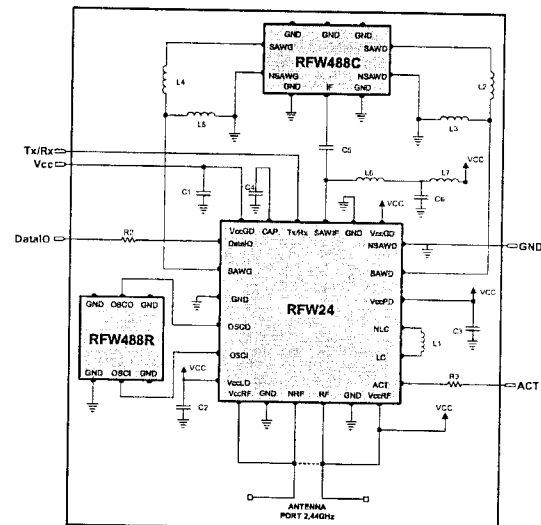 GND GND GND
SAWG SAWD
RFW488C
NSAWG NSAWD
GND IF GND
L4
L2
L5
L3
Tx/Rx
Vcc
C5
L6 L7
VCC
C1
C4
C6
VCC
VccGD CAP Tx/Rx SAWIF GND VccGD
DataIO
R2
DataIO
NSAWD
GND
SAWG
SAWD
GND
RFW24
VccPD
VCC
GND OSCO GND
OSCO
NLC
C3
RFW488R
L1
OSCI
LC
GND OSCI GND
VCC
VccLD
ACT
R3
ACT
C2
VccRF GND NRF RF GND VccRF
VCC
ANTENNA
PORT 2,44GHz